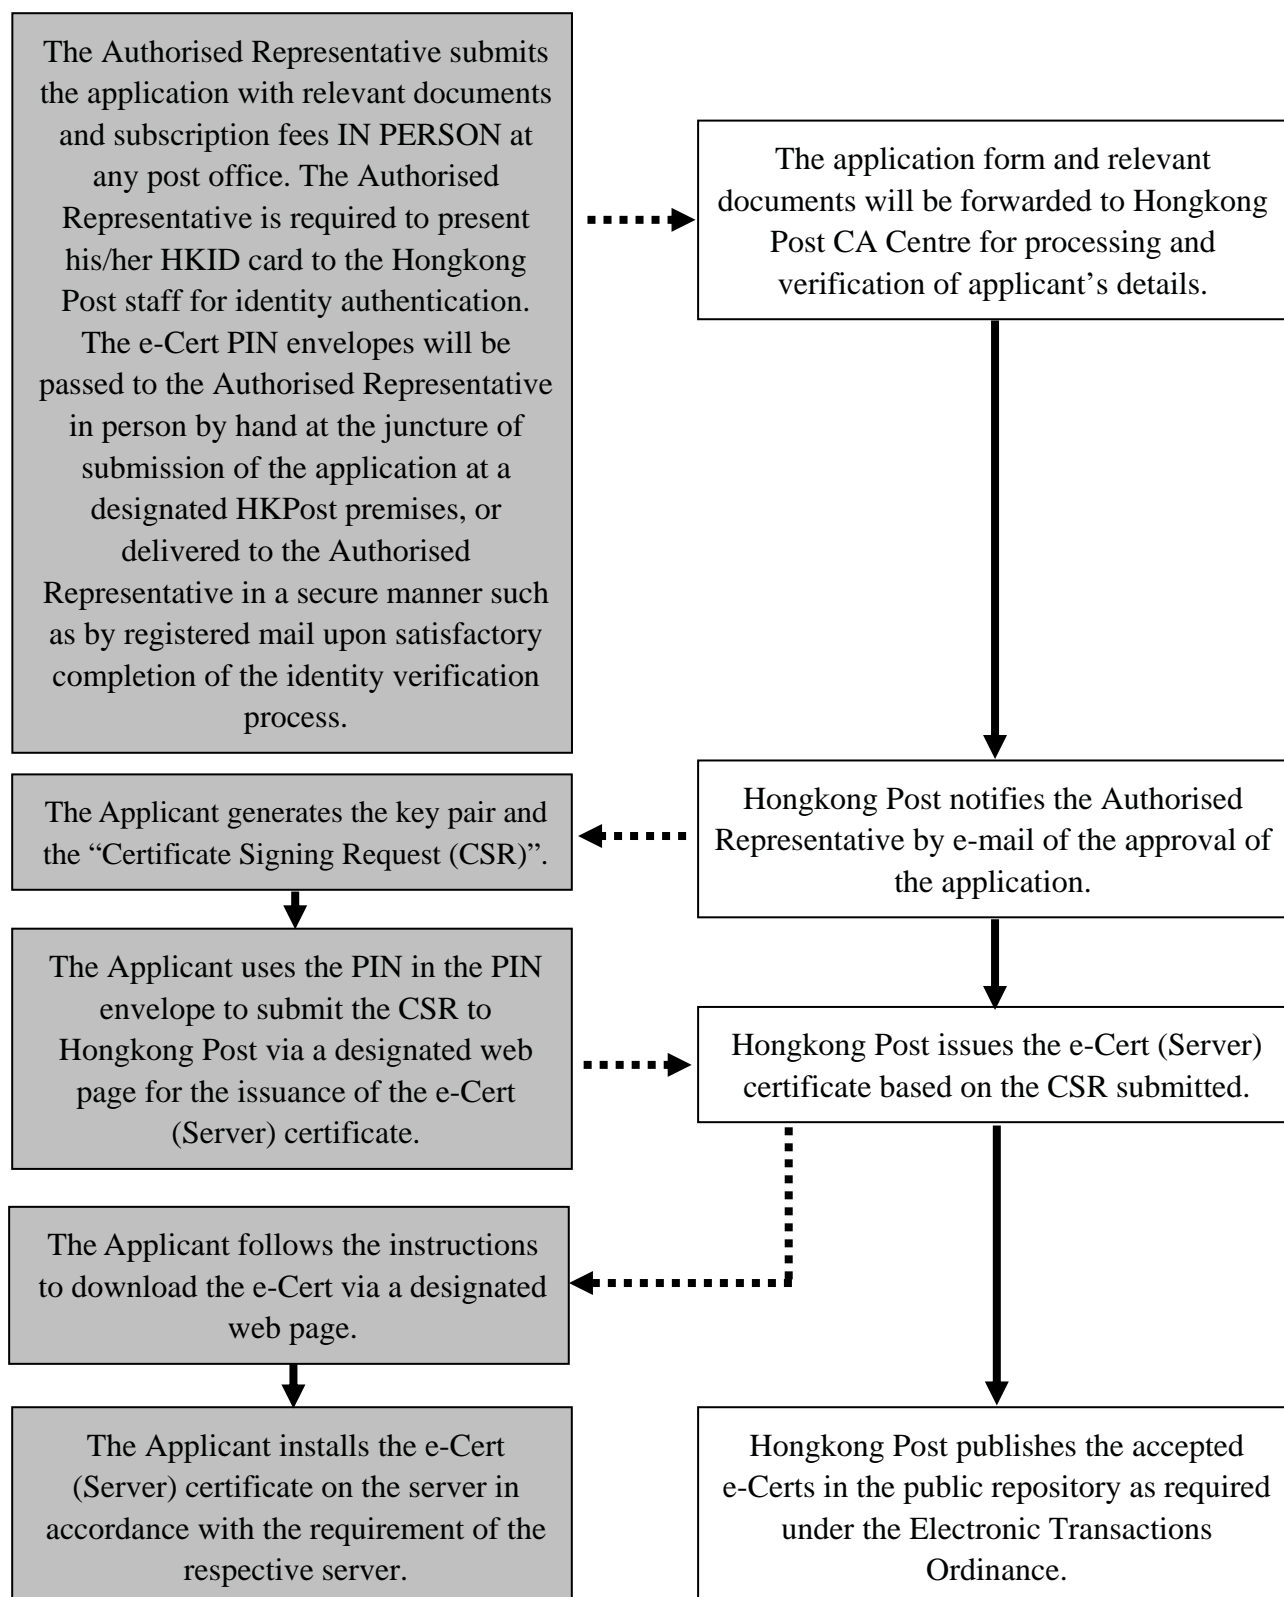 The Authorised Representative submits
the application with relevant documents
and subscription fees IN PERSON at
any post office. The Authorised
Representative is required to present
his/her HKID card to the Hongkong
Post staff for identity authentication.
The e-Cert PIN envelopes will be
passed to the Authorised Representative
in person by hand at the juncture of
submission of the application at a
designated HKPost premises, or
delivered to the Authorised
Representative in a secure manner such
as by registered mail upon satisfactory
completion of the identity verification
process.
The application form and relevant
documents will be forwarded to Hongkong
Post CA Centre for processing and
verification of applicant’s details.
Hongkong Post notifies the Authorised
Representative by e-mail of the approval of
the application.
The Applicant generates the key pair and
the “Certificate Signing Request (CSR)”.
The Applicant uses the PIN in the PIN
envelope to submit the CSR to
Hongkong Post via a designated web
page for the issuance of the e-Cert
(Server) certificate.
Hongkong Post issues the e-Cert (Server)
certificate based on the CSR submitted.
The Applicant follows the instructions
to download the e-Cert via a designated
web page.
The Applicant installs the e-Cert
(Server) certificate on the server in
accordance with the requirement of the
respective server.
Hongkong Post publishes the accepted
e-Certs in the public repository as required
under the Electronic Transactions
Ordinance.